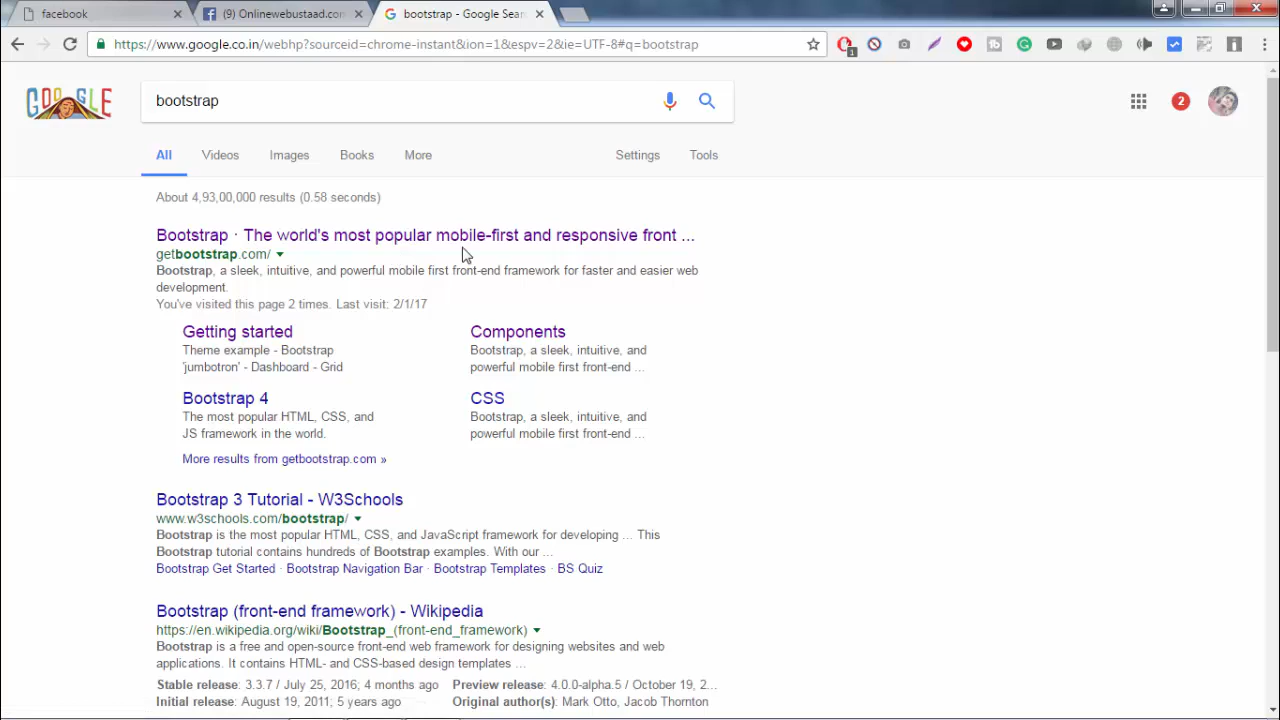 facebook
(9) Onlinewebustaad.com
bootstrap - Google Sear
https://www.google.co.in/webhp?sourceid=chrome-instant&ion=1&espv=2&ie=UTF-8#q=bootstrap
1
GOOGLE
bootstrap
2
All
Videos
Images
Books
More
Settings
Tools
About 4,93,00,000 results (0.58 seconds)
Bootstrap · The world's most popular mobile-first and responsive front ...
getbootstrap.com/
Bootstrap, a sleek, intuitive, and powerful mobile first front-end framework for faster and easier web
development.
You've visited this page 2 times. Last visit: 2/1/17
Getting started
Theme example - Bootstrap
'jumbotron' - Dashboard - Grid
Components
Bootstrap, a sleek, intuitive, and
powerful mobile first front-end ...
Bootstrap 4
The most popular HTML, CSS, and
JS framework in the world.
CSS
Bootstrap, a sleek, intuitive, and
powerful mobile first front-end ...
More results from getbootstrap.com »
Bootstrap 3 Tutorial - W3Schools
www.w3schools.com/bootstrap/
Bootstrap is the most popular HTML, CSS, and JavaScript framework for developing ... This
Bootstrap tutorial contains hundreds of Bootstrap examples. With our ...
Bootstrap Get Started · Bootstrap Navigation Bar · Bootstrap Templates · BS Quiz
Bootstrap (front-end framework) - Wikipedia
https://en.wikipedia.org/wiki/Bootstrap_(front-end_framework)
Bootstrap is a free and open-source front-end web framework for designing websites and web
applications. It contains HTML- and CSS-based design templates ...
Stable release: 3.3.7 / July 25, 2016; 4 months ago
Preview release: 4.0.0-alpha.5 / October 19, 2...
Initial release: August 19, 2011; 5 years ago
Original author(s): Mark Otto, Jacob Thornton